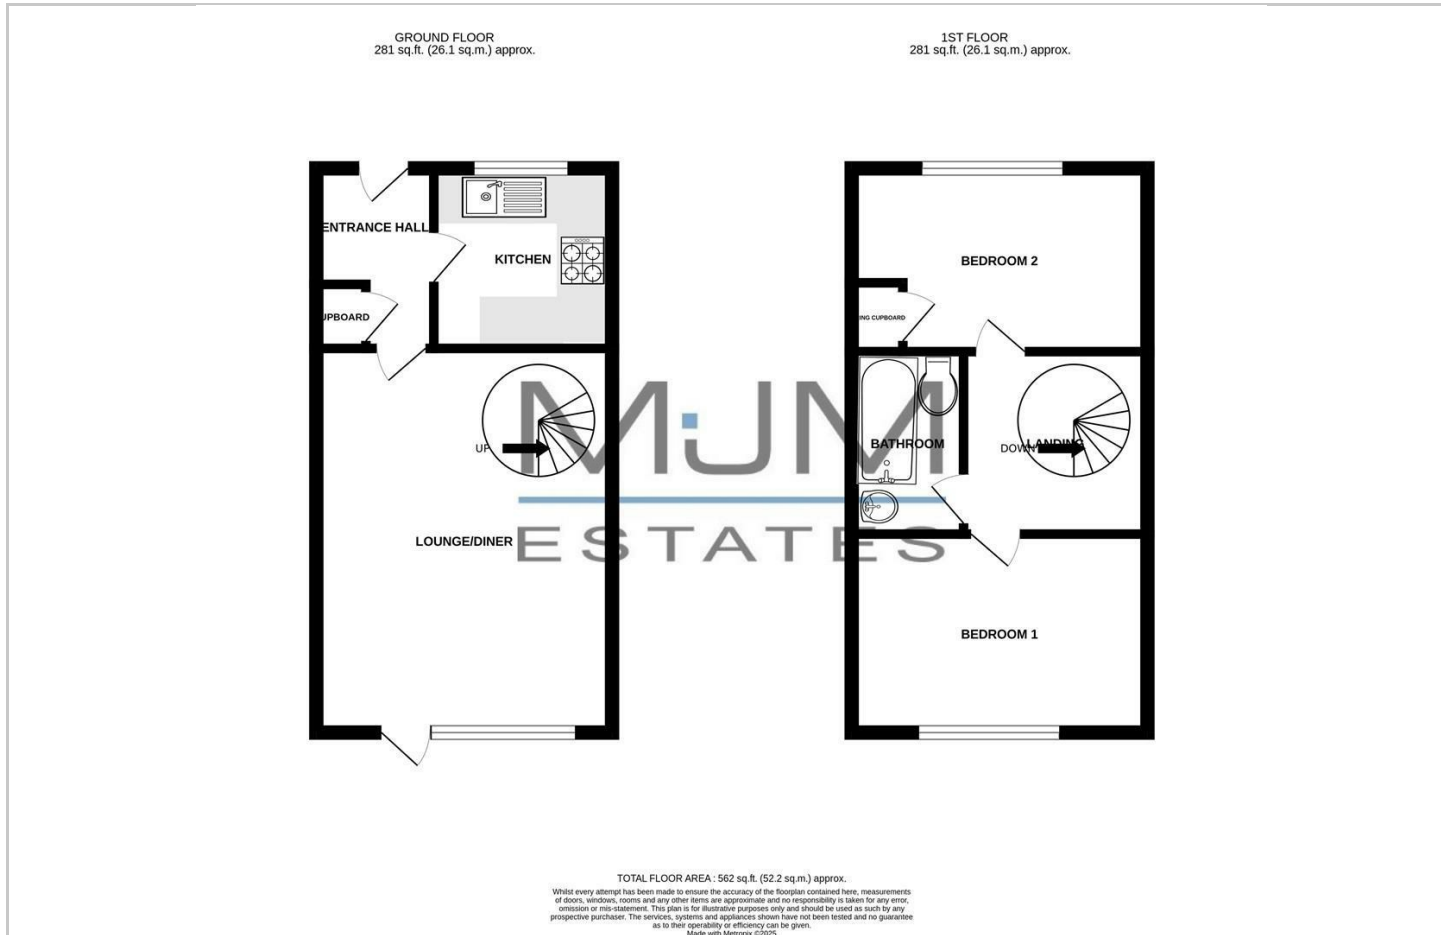 GROUND FLOOR
281 sq.ft. (26.1 sq.m.) approx.
1ST FLOOR
281 sq.ft. (26.1 sq.m.) approx.
ENTRANCE HALL
KITCHEN
UPBOARD
UP
LOUNGE/DINER
BEDROOM 2
RING CUPBOARD
BATHROOM
LANDING
DOWN
BEDROOM 1
MJM
ESTATES
TOTAL FLOOR AREA : 562 sq.ft. (52.2 sq.m.) approx.
Whilst every attempt has been made to ensure the accuracy of the floorplan contained here, measurements
of doors, windows, rooms and any other items are approximate and no responsibility is taken for any error,
omission or mis-statement. This plan is for illustrative purposes only and should be used as such by any
prospective purchaser. The services, systems and appliances shown have not been tested and no guarantee
as to their operability or efficiency can be given.
Made with Metropix ©2025